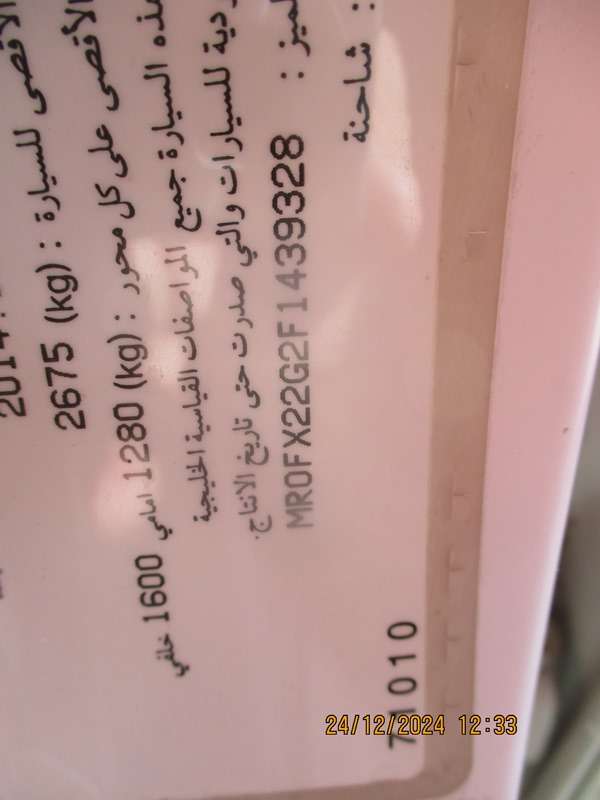 2014
الأقصى للسيارة : 2675 (kg)
الأقصى على كل محور : 1280 (kg) امامي 1600 خلفي
هذه السيارة جميع المواصفات القياسية الخليجية
للسيارات والتي صدرت حتى تاريخ الانتاج.
المميز : MR0FX22G2F1439328
: شاحنة
71010
24/12/2024 12:33